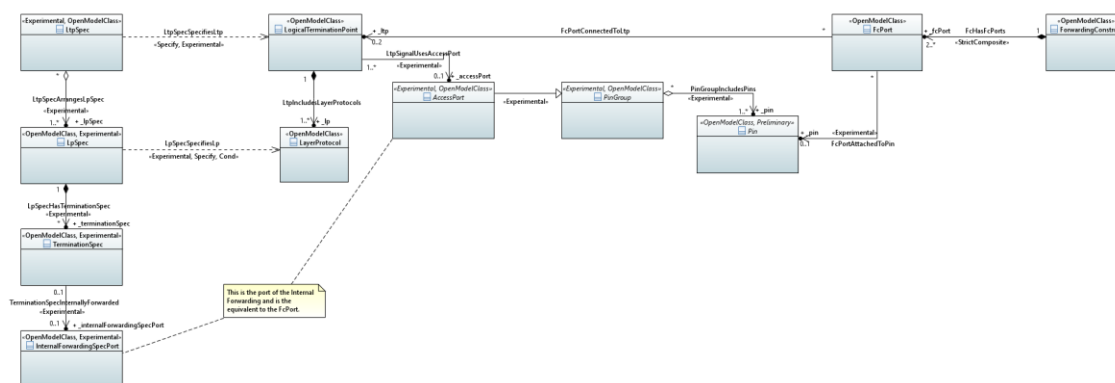 «Experimental, OpenModelClass»
LtpSpec
LtpSpecSpecifiesLtp
«Specify, Experimental»
«OpenModelClass»
LogicalTerminationPoint
+ _ltp
0..2
FcPortConnectedToLtp
*
«OpenModelClass»
FcPort
+ _fcPort
2..*
FcHasFcPorts
«StrictComposite»
1
«OpenModelClass»
ForwardingConstr
LtpSignalUsesAccessPort
«Experimental»
1..*
0..1
+ _accessPort
*
LtpSpecArrangesLpSpec
«Experimental»
1..*
+ _lpSpec
1
LtpIncludesLayerProtocols
1..*
+ _lp
«Experimental, OpenModelClass»
AccessPort
«Experimental»
«Experimental, OpenModelClass»
PinGroup
*
PinGroupIncludesPins
«Experimental»
1..*
+ _pin
*
«OpenModelClass, Preliminary»
Pin
+ _pin
0..1
«Experimental»
FcPortAttachedToPin
«OpenModelClass, Experimental»
LpSpec
LpSpecSpecifiesLp
«Experimental, Specify, Cond»
«OpenModelClass»
LayerProtocol
1
LpSpecHasTerminationSpec
«Experimental»
*
+ _terminationSpec
«OpenModelClass, Experimental»
TerminationSpec
0..1
TerminationSpecInternallyForwarded
«Experimental»
0..1
+ _internalForwardingSpecPort
«OpenModelClass, Experimental»
InternalForwardingSpecPort
This is the port of the Internal
Forwarding and is the
equivalent to the FcPort.